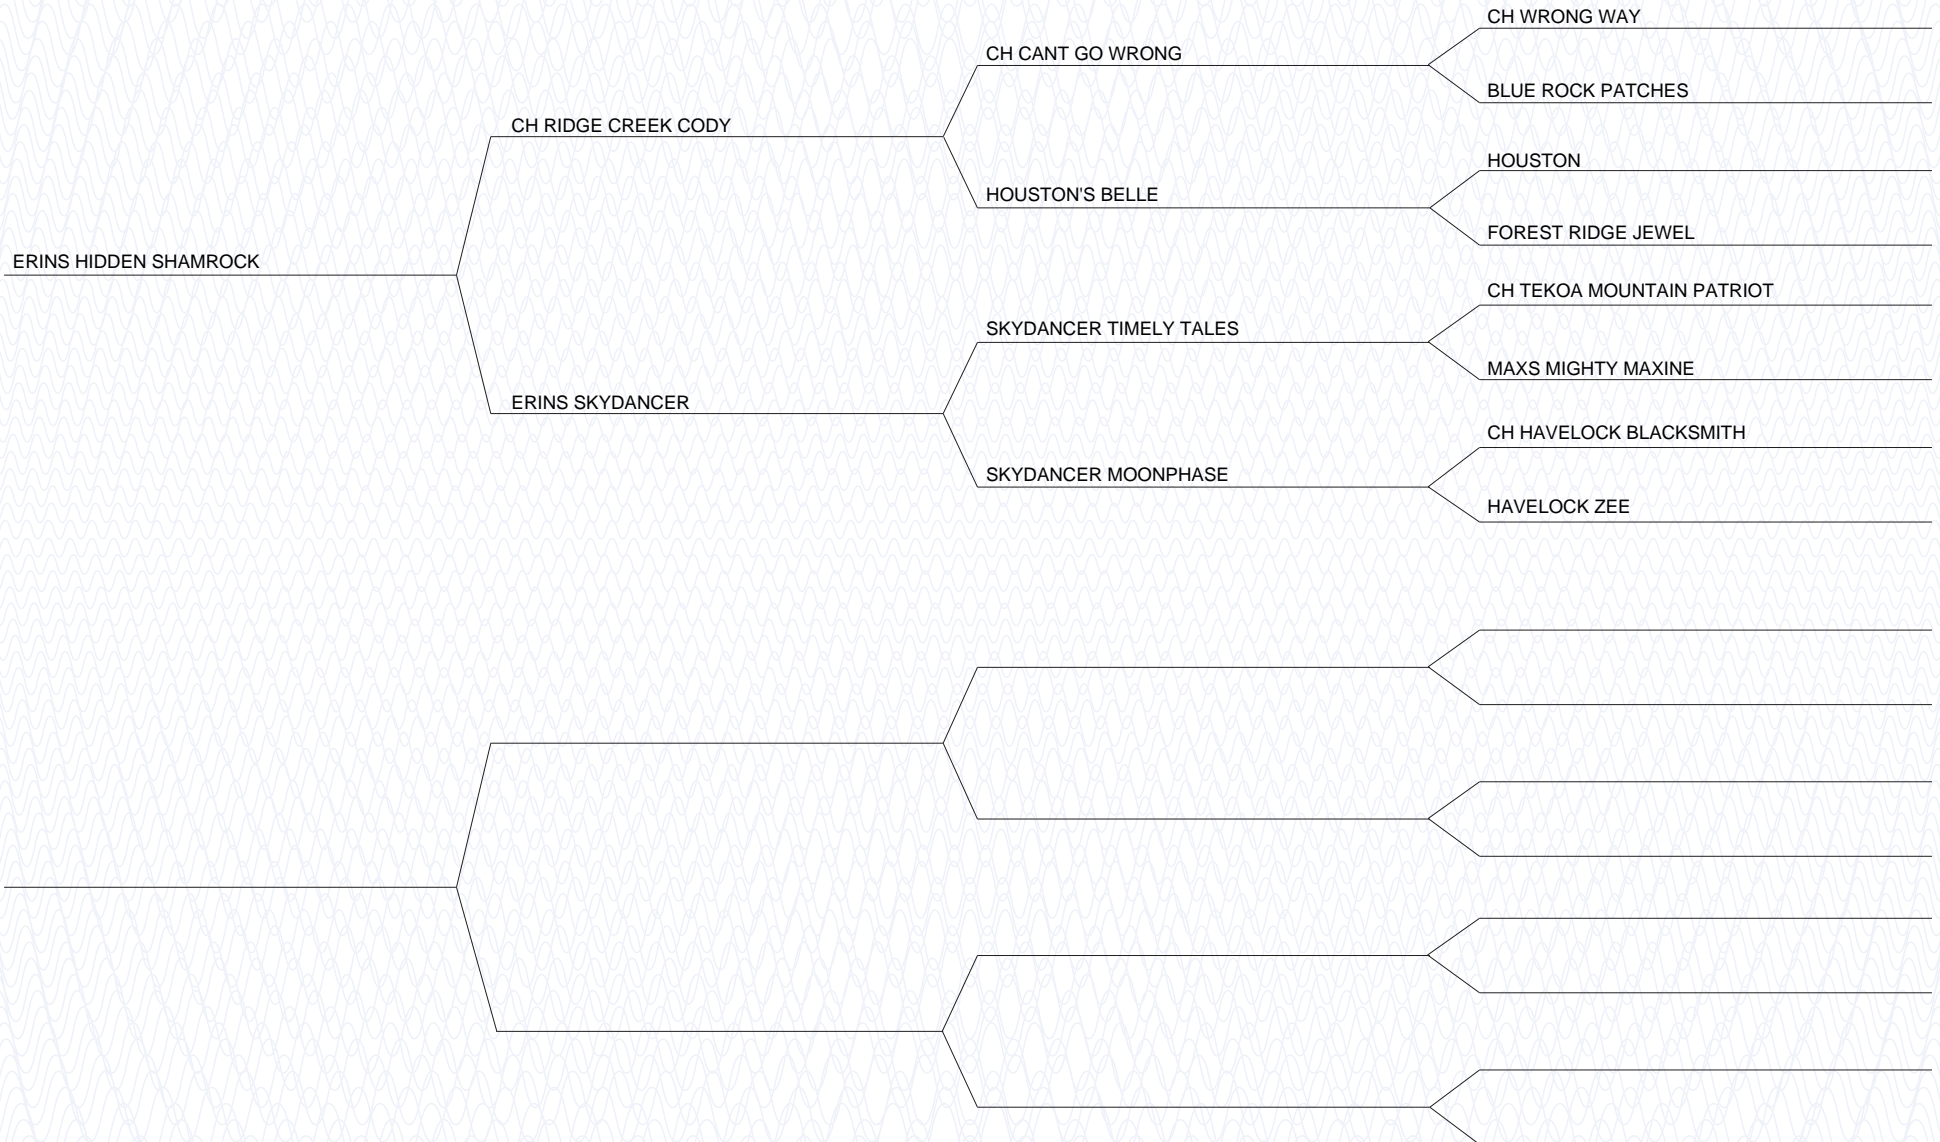 CH WRONG WAY
CH CANT GO WRONG
BLUE ROCK PATCHES
CH RIDGE CREEK CODY
HOUSTON
HOUSTON'S BELLE
FOREST RIDGE JEWEL
ERINS HIDDEN SHAMROCK
CH TEKOA MOUNTAIN PATRIOT
SKYDANCER TIMELY TALES
MAXS MIGHTY MAXINE
ERINS SKYDANCER
CH HAVELOCK BLACKSMITH
SKYDANCER MOONPHASE
HAVELOCK ZEE